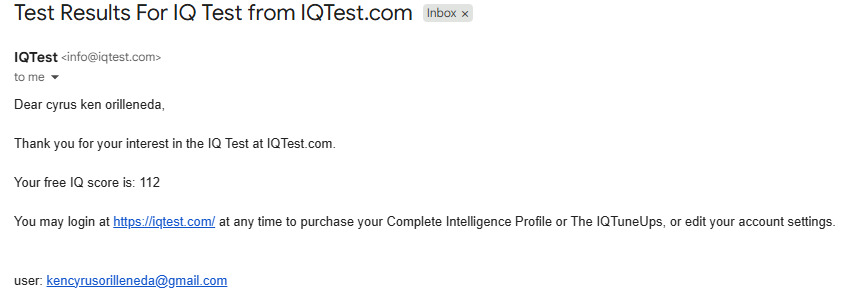 Test Results For IQ Test from IQTest.com Inbox ×
IQTest <info@iqtest.com>
to me
Dear cyrus ken orilleneda,
Thank you for your interest in the IQ Test at IQTest.com.
Your free IQ score is: 112
You may login at https://iqtest.com/ at any time to purchase your Complete Intelligence Profile or The IQTuneUps, or edit your account settings.
user: kencyrusorilleneda@gmail.com